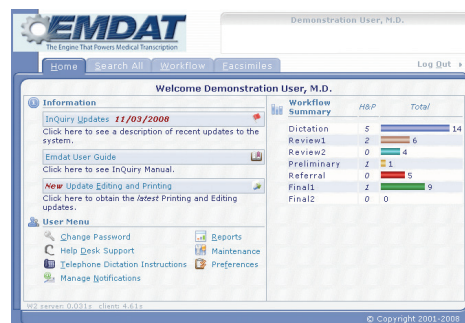 EMDAT
The Engine That Powers Medical Transcription
Demonstration User, M.D.
Home Search All Workflow Facsimiles
Log Out
Welcome Demonstration User, M.D.
Information
InQuiry Updates 11/03/2008
Click here to see a description of recent updates to the
system.
Emdat User Guide
Click here to see InQuiry Manual.
New Update Editing and Printing
Click here to obtain the latest Printing and Editing
updates.
User Menu
Change Password Reports
Help Desk Support Maintenance
Telephone Dictation Instructions Preferences
Manage Notifications
Workflow
Summary H&P Total
Dictation 5 14
Review1 2 6
Review2 0 4
Preliminary 1 1
Referral 0 5
Final1 1 9
Final2 0 0
W2 server: 0.031s client: 4.61s
© Copyright 2001-2008